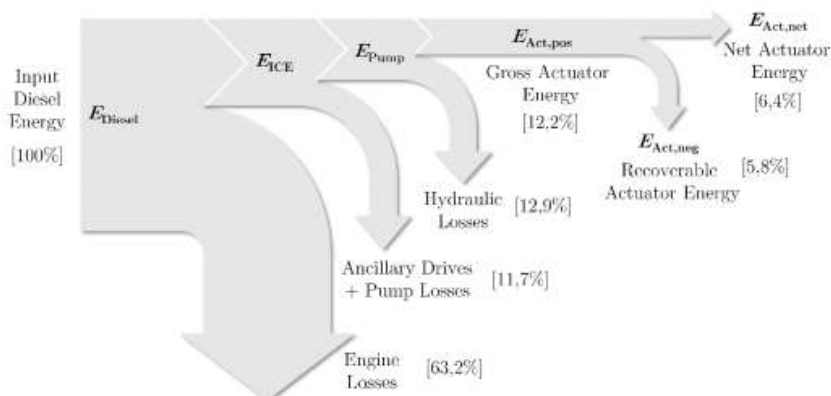 Input
Diesel
Energy
[100%]
E_Diesel
E_ICE
E_Pump
E_Act,pos
Gross Actuator
Energy
[12,2%]
E_Act,net
Net Actuator
Energy
[6,4%]
E_Act,neg
Recoverable
Actuator Energy
[5,8%]
Hydraulic
Losses
[12,9%]
Ancillary Drives
+ Pump Losses
[11,7%]
Engine
Losses
[63,2%]